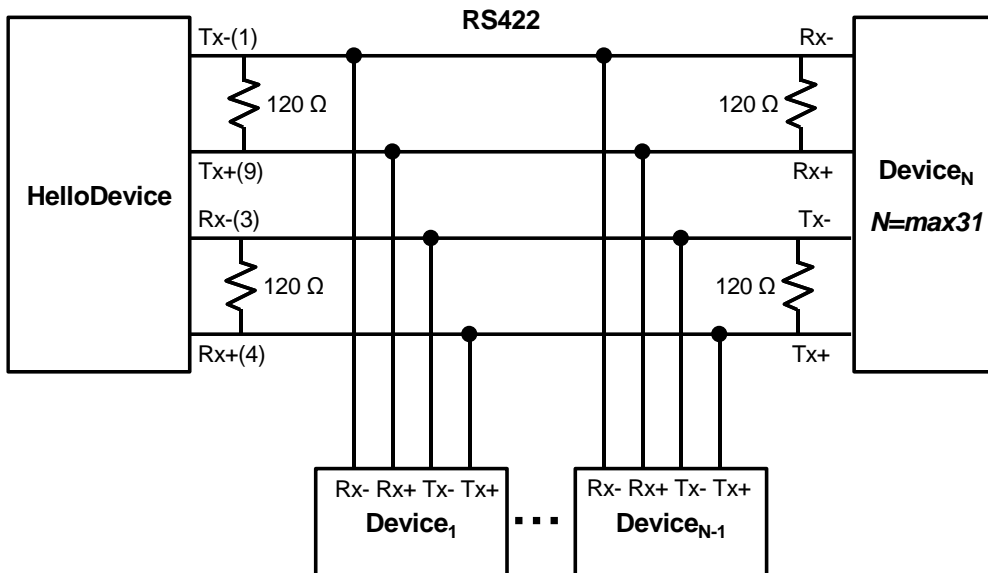 RS422
Tx-(1)
Rx-
120 Ω
120 Ω
Tx+(9)
Rx+
HelloDevice
DeviceN
N=max31
Rx-(3)
Tx-
120 Ω
120 Ω
Rx+(4)
Tx+
Rx- Rx+ Tx- Tx+
Device1
...
Rx- Rx+ Tx- Tx+
DeviceN-1